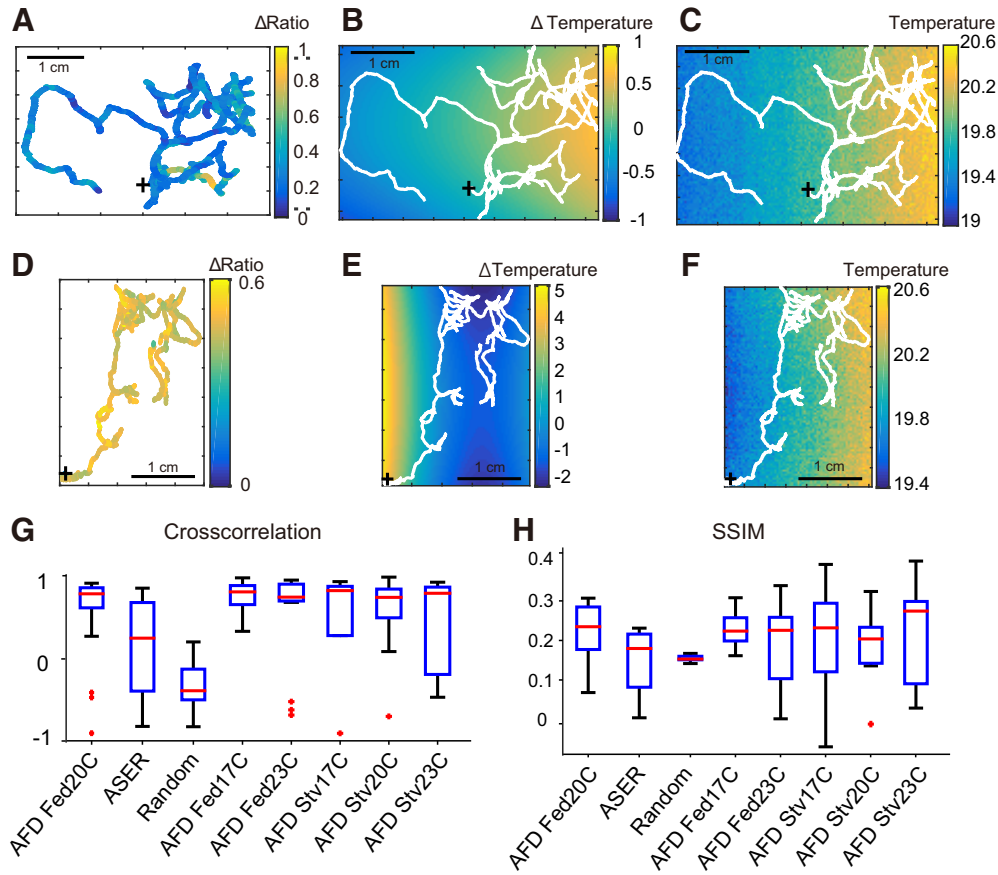 A
ΔRatio
1 cm
1
0.8
0.6
0.4
0.2
0
B
Δ Temperature
1 cm
1
0.5
0
-0.5
-1
C
Temperature
1 cm
20.6
20.2
19.8
19.4
19
D
ΔRatio
0.6
0
1 cm
E
ΔTemperature
5
4
3
2
1
0
-1
-2
1 cm
F
Temperature
20.6
20.2
19.8
19.4
1 cm
G
Crosscorrelation
1
0
-1
AFD Fed20C
ASER
Random
AFD Fed17C
AFD Fed23C
AFD Stv17C
AFD Stv20C
AFD Stv23C
H
SSIM
0.4
0.3
0.2
0.1
0
AFD Fed20C
ASER
Random
AFD Fed17C
AFD Fed23C
AFD Stv17C
AFD Stv20C
AFD Stv23C